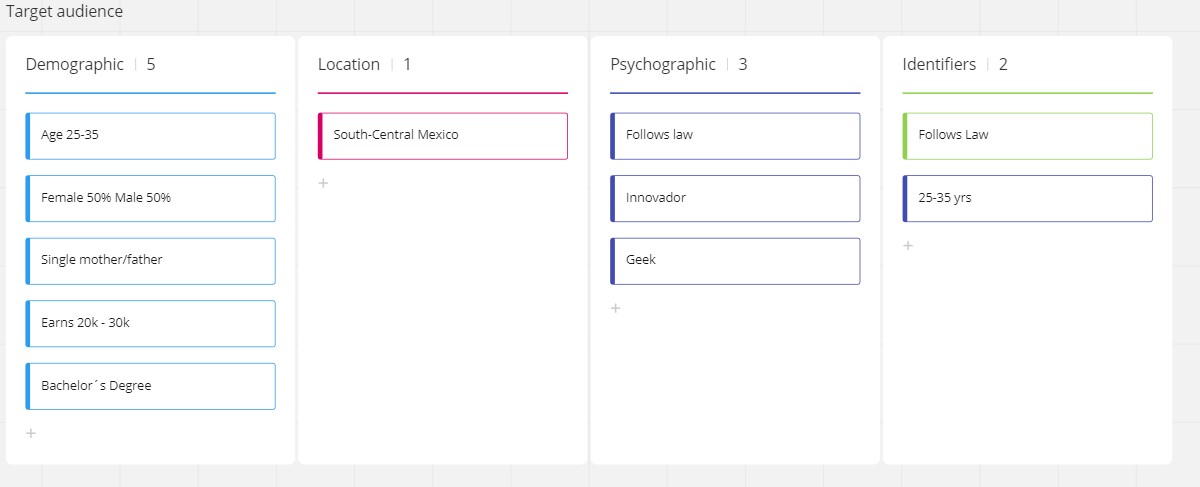 Target audience
Demographic | 5
Age 25-35
Female 50% Male 50%
Single mother/father
Earns 20k - 30k
Bachelor´s Degree
+
Location | 1
South-Central Mexico
+
Psychographic | 3
Follows law
Innovador
Geek
+
Identifiers | 2
Follows Law
25-35 yrs
+